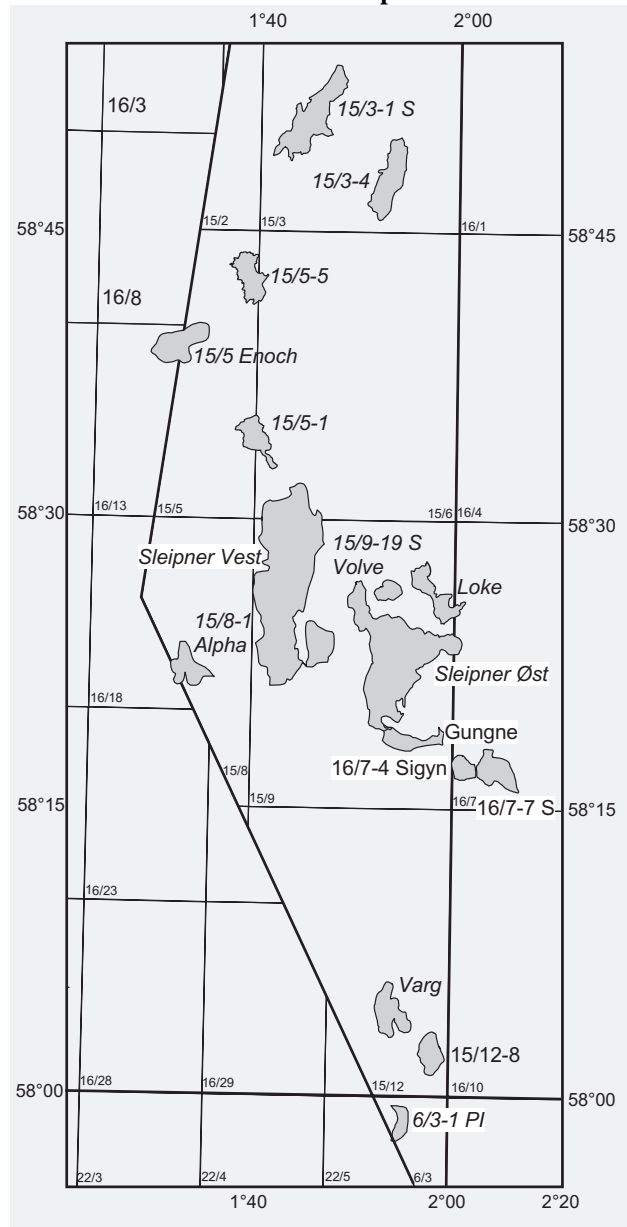 1°40 2°00
16/3
15/3-1 S
15/3-4
58°45 15/2 15/3 16/1 58°45
15/5-5
16/8
15/5 Enoch
15/5-1
58°30 16/13 15/5 15/6 16/4 58°30
Sleipner Vest
15/9-19 S
Volve
Loke
15/8-1
Alpha
Sleipner Øst
16/18
Gungne
16/7-4 Sigyn
15/8
58°15 15/9 16/7 16/7-7 S 58°15
16/23
Varg
15/12-8
58°00 16/28 16/29 15/12 16/10 58°00
6/3-1 PI
22/3 22/4 22/5 6/3
1°40 2°00 2°20